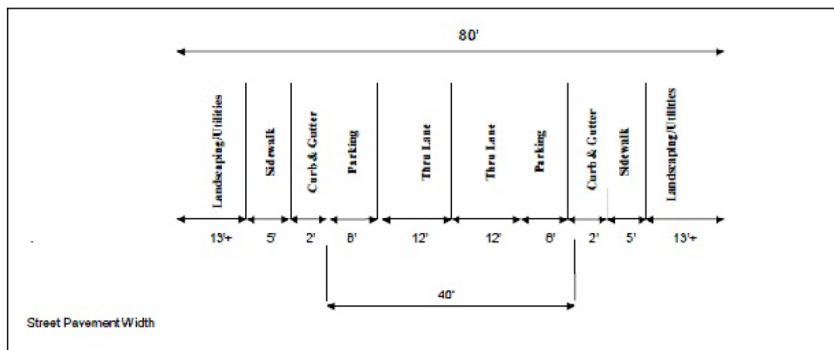 80'
Landscaping/Utilities
Sidewalk
Curb & Gutter
Parking
Thru Lane
Thru Lane
Parking
Curb & Gutter
Sidewalk
Landscaping/Utilities
13'+ 5' 2' 8' 12' 12' 8' 2' 5' 13'+
40'
Street Pavement Width